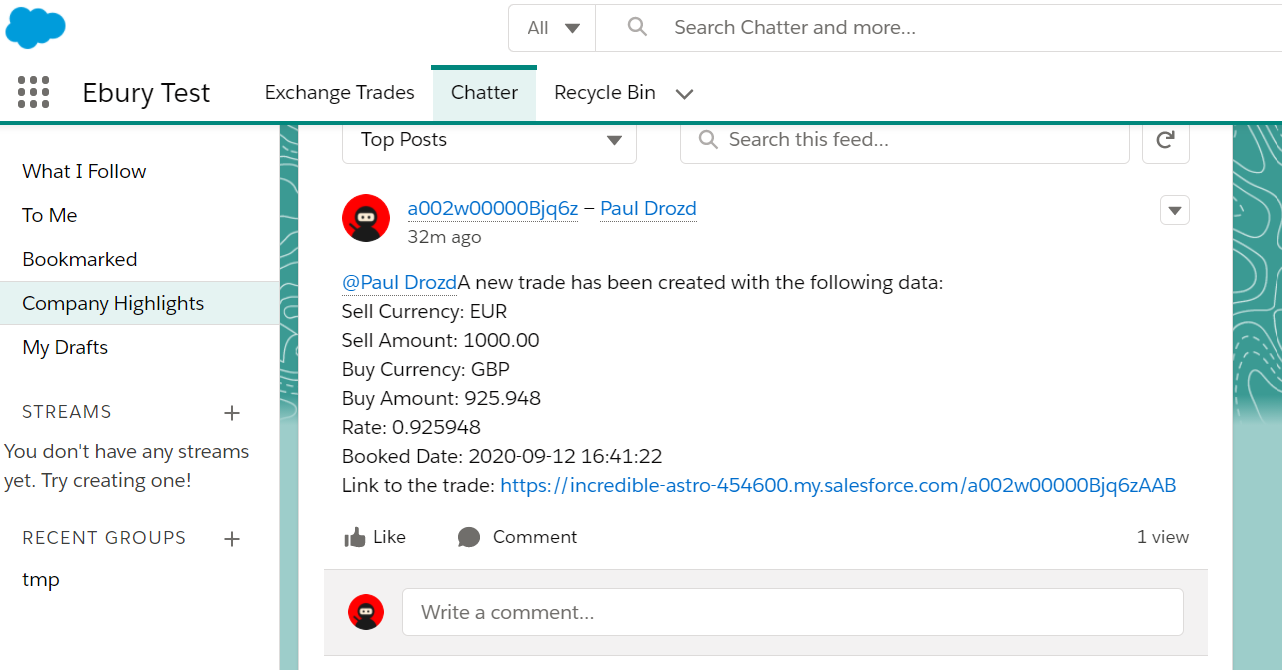 All
Search Chatter and more...
Ebury Test
Exchange Trades
Chatter
Recycle Bin
What I Follow
To Me
Bookmarked
Company Highlights
My Drafts
STREAMS
You don't have any streams
yet. Try creating one!
RECENT GROUPS
tmp
Top Posts
Search this feed...
a002w00000Bjq6z – Paul Drozd
32m ago
@Paul DrozdA new trade has been created with the following data:
Sell Currency: EUR
Sell Amount: 1000.00
Buy Currency: GBP
Buy Amount: 925.948
Rate: 0.925948
Booked Date: 2020-09-12 16:41:22
Link to the trade: https://incredible-astro-454600.my.salesforce.com/a002w00000Bjq6zAAB
Like
Comment
1 view
Write a comment...